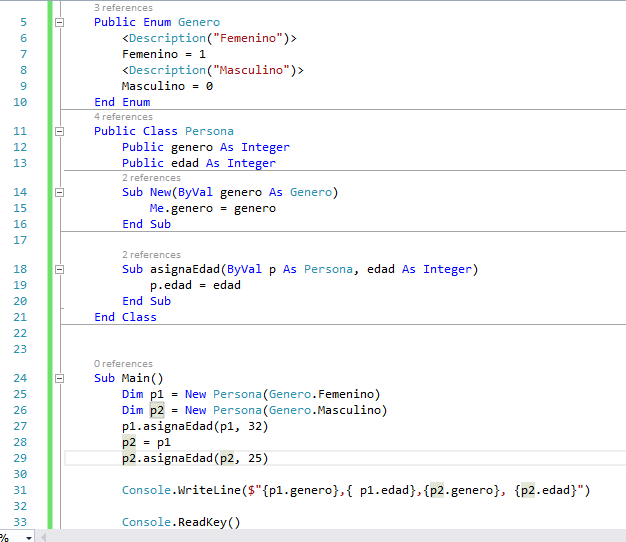 3 references
5 Public Enum Genero
6 <Description("Femenino")>
7 Femenino = 1
8 <Description("Masculino")>
9 Masculino = 0
10 End Enum
4 references
11 Public Class Persona
12 Public genero As Integer
13 Public edad As Integer
2 references
14 Sub New(ByVal genero As Genero)
15 Me.genero = genero
16 End Sub
17
2 references
18 Sub asignaEdad(ByVal p As Persona, edad As Integer)
19 p.edad = edad
20 End Sub
21 End Class
22
23
0 references
24 Sub Main()
25 Dim p1 = New Persona(Genero.Femenino)
26 Dim p2 = New Persona(Genero.Masculino)
27 p1.asignaEdad(p1, 32)
28 p2 = p1
29 p2.asignaEdad(p2, 25)
30
31 Console.WriteLine($"{p1.genero},{ p1.edad},{p2.genero}, {p2.edad}")
32
33 Console.ReadKey()
%